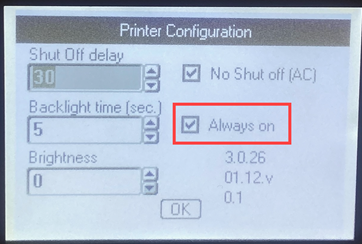 Printer Configuration
Shut Off delay
30
No Shut off (AC)
Backlight time (sec.)
5
Always on
Brightness
0
3.0.26
01.12.v
0.1
OK